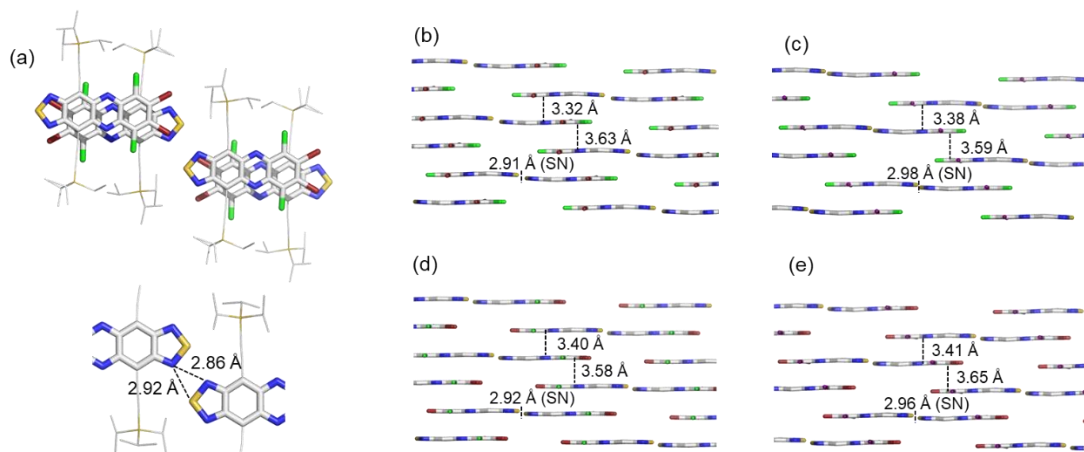 (a)
2.86 Å
2.92 Å
(b)
3.32 Å
3.63 Å
2.91 Å (SN)
(c)
3.38 Å
3.59 Å
2.98 Å (SN)
(d)
3.40 Å
3.58 Å
2.92 Å (SN)
(e)
3.41 Å
3.65 Å
2.96 Å (SN)